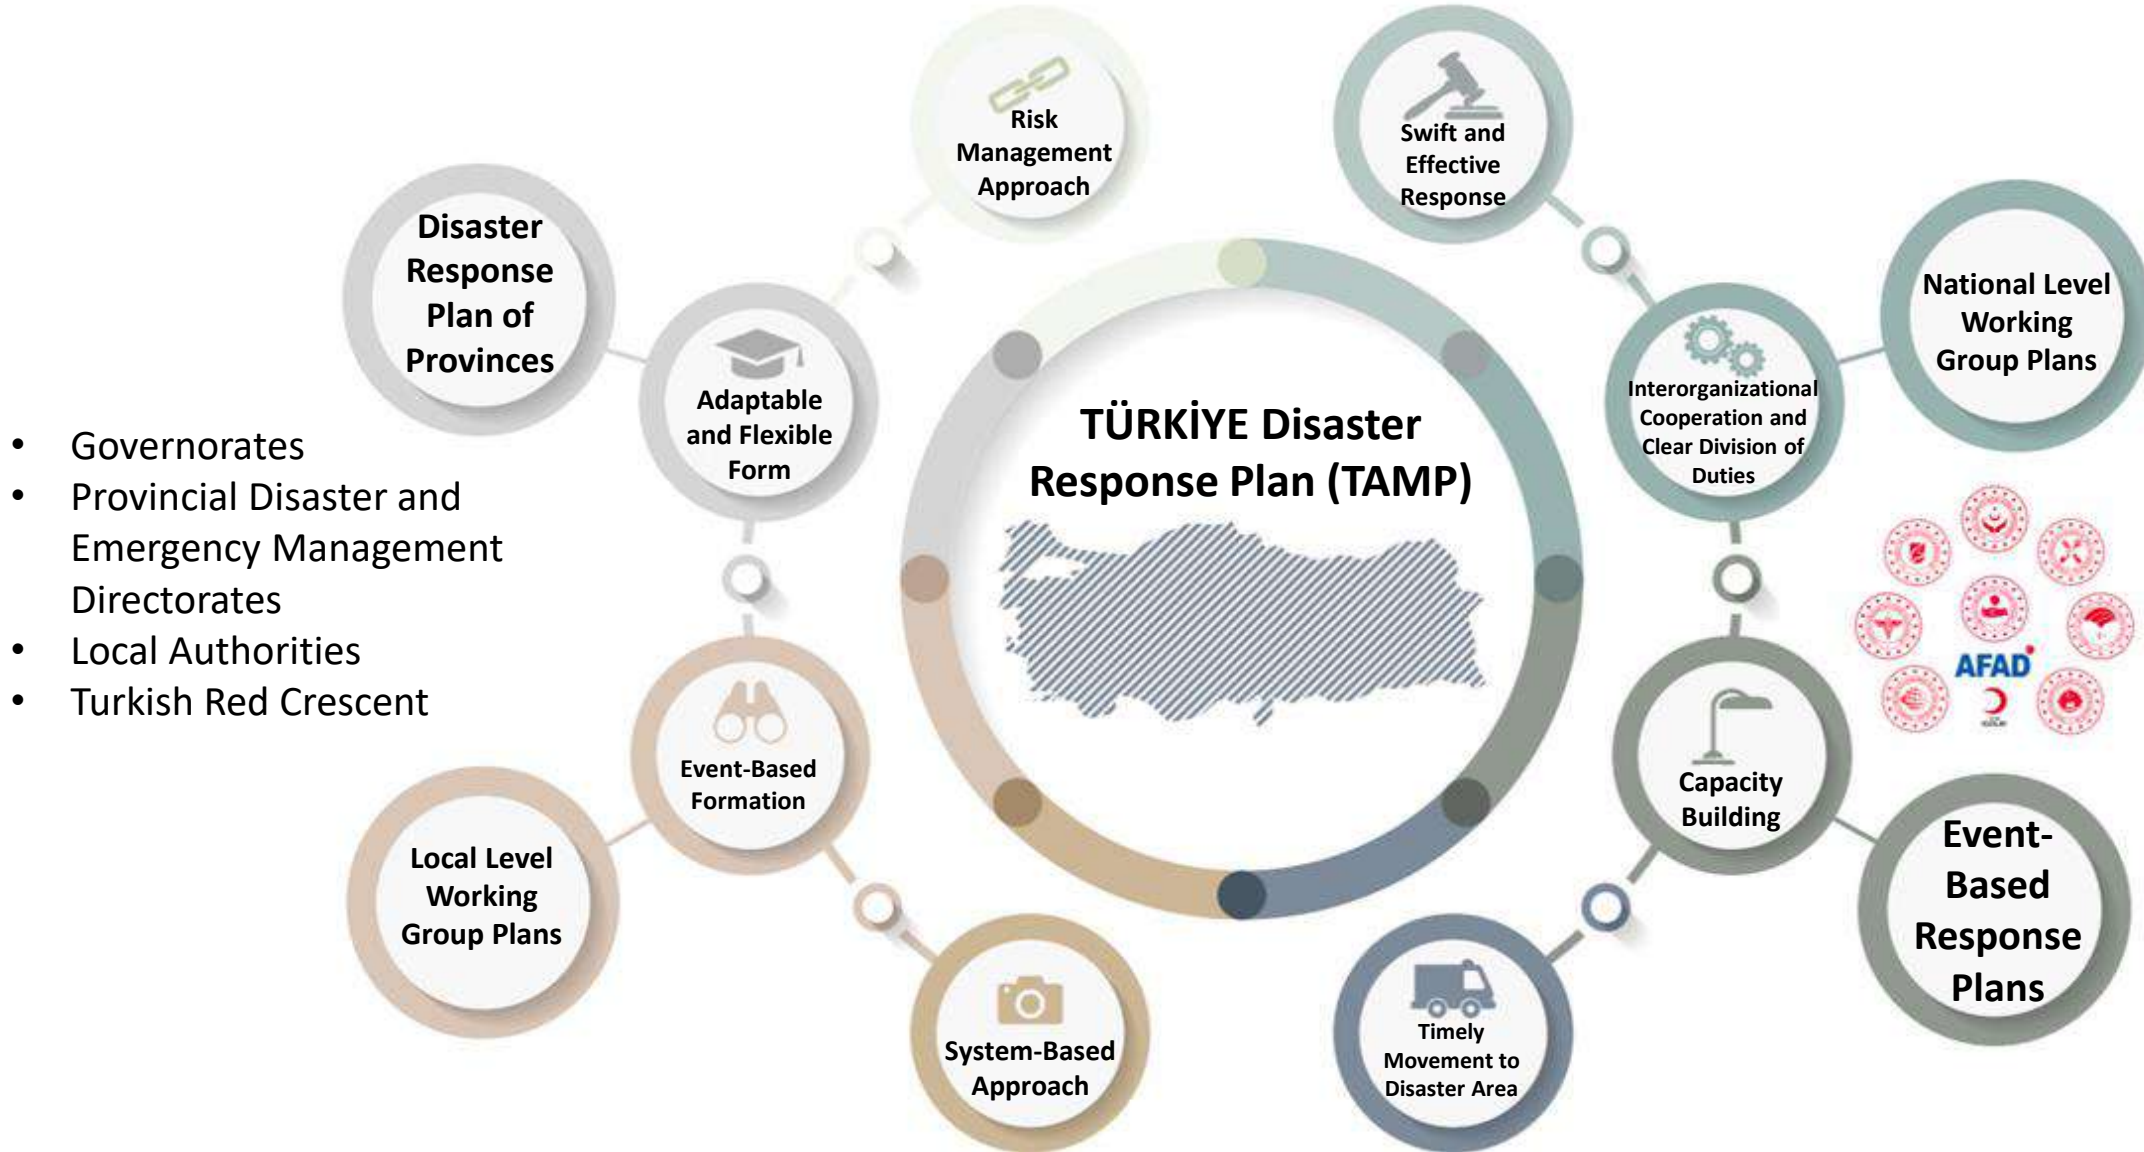 Risk
Management
Approach
Swift and
Effective
Response
Disaster
Response
Plan of
Provinces
National Level
Working
Group Plans
Adaptable
and Flexible
Form
Interorganizational
Cooperation and
Clear Division of
Duties
TÜRKİYE Disaster
Response Plan (TAMP)
• Governorates
• Provincial Disaster and
Emergency Management
Directorates
• Local Authorities
• Turkish Red Crescent
AFAD
Event-Based
Formation
Capacity
Building
Local Level
Working
Group Plans
Event-
Based
Response
Plans
System-Based
Approach
Timely
Movement to
Disaster Area